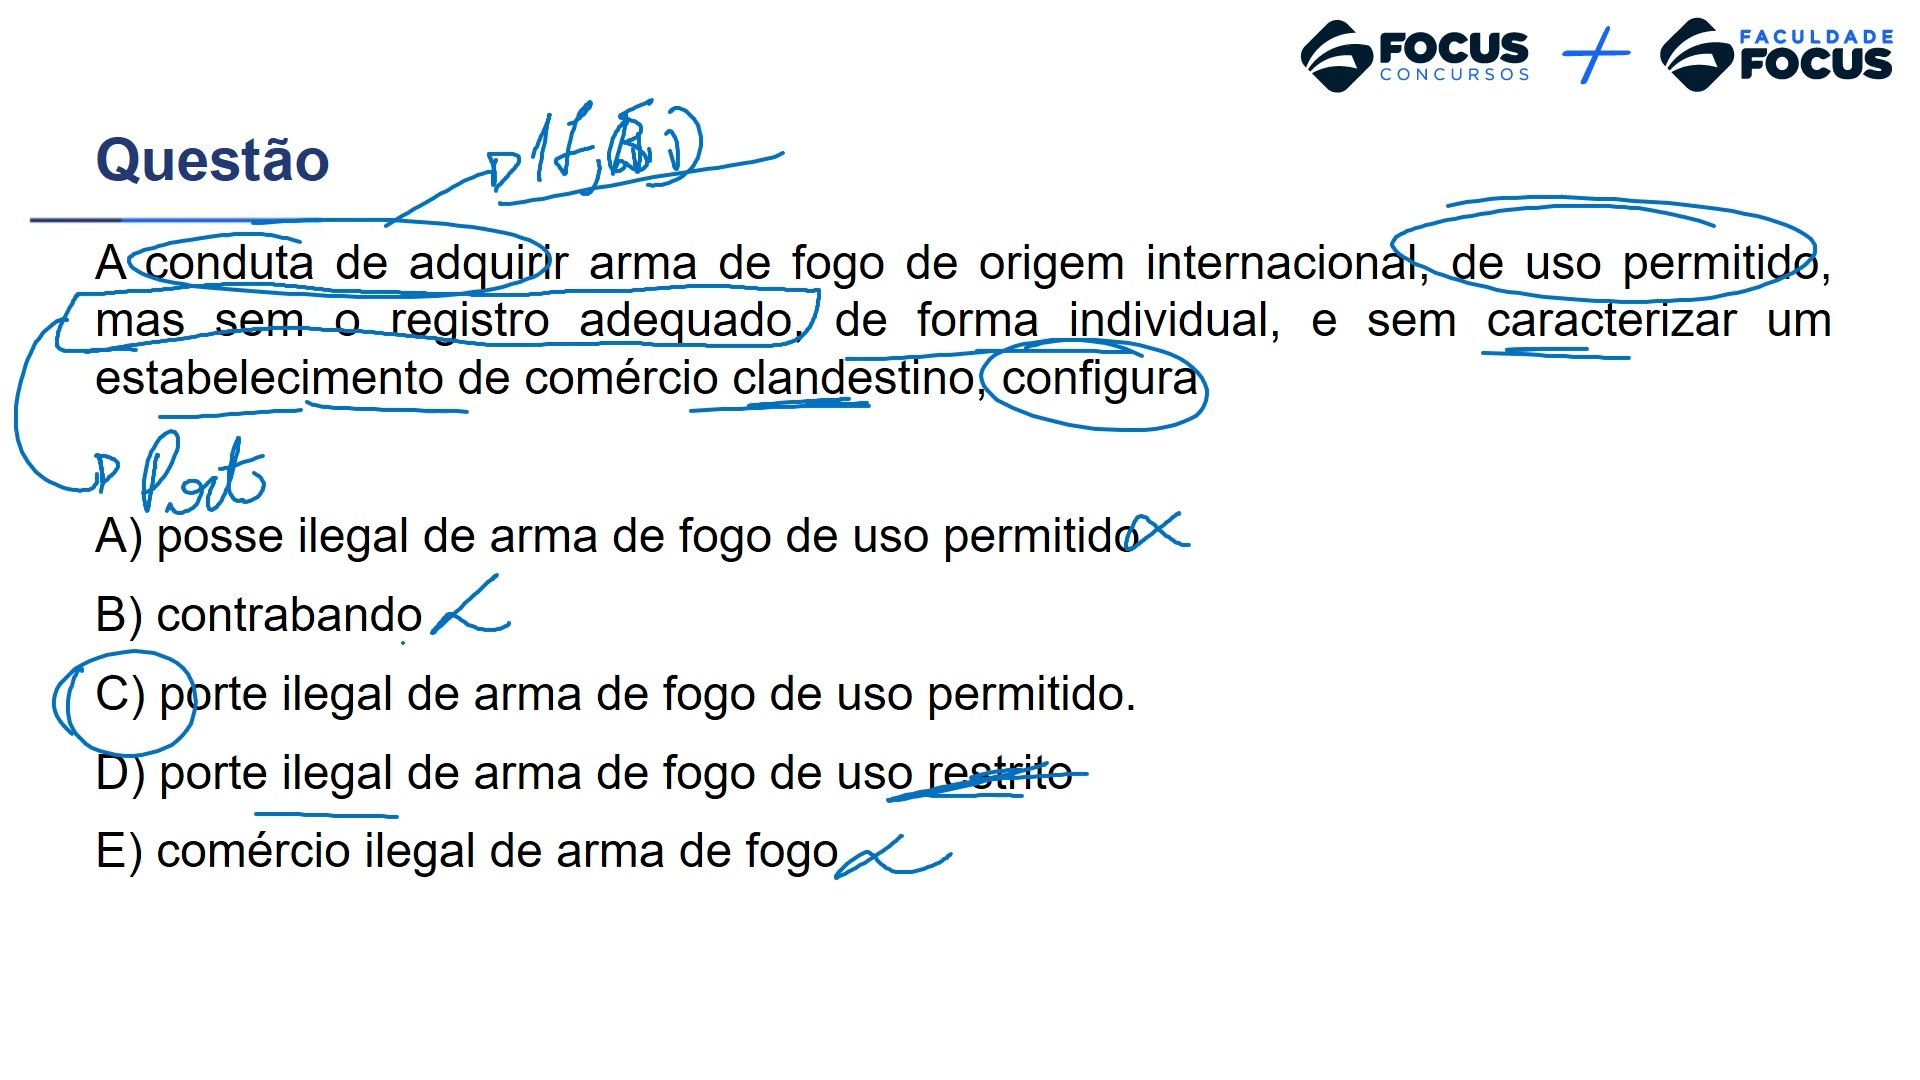 FOCUS
CONCURSOS
FACULDADE
FOCUS
Questão
A conduta de adquirir arma de fogo de origem internacional, de uso permitido,
mas sem o registro adequado, de forma individual, e sem caracterizar um
estabelecimento de comércio clandestino, configura
A) posse ilegal de arma de fogo de uso permitido
B) contrabando
C) porte ilegal de arma de fogo de uso permitido.
D) porte ilegal de arma de fogo de uso restrito
E) comércio ilegal de arma de fogo